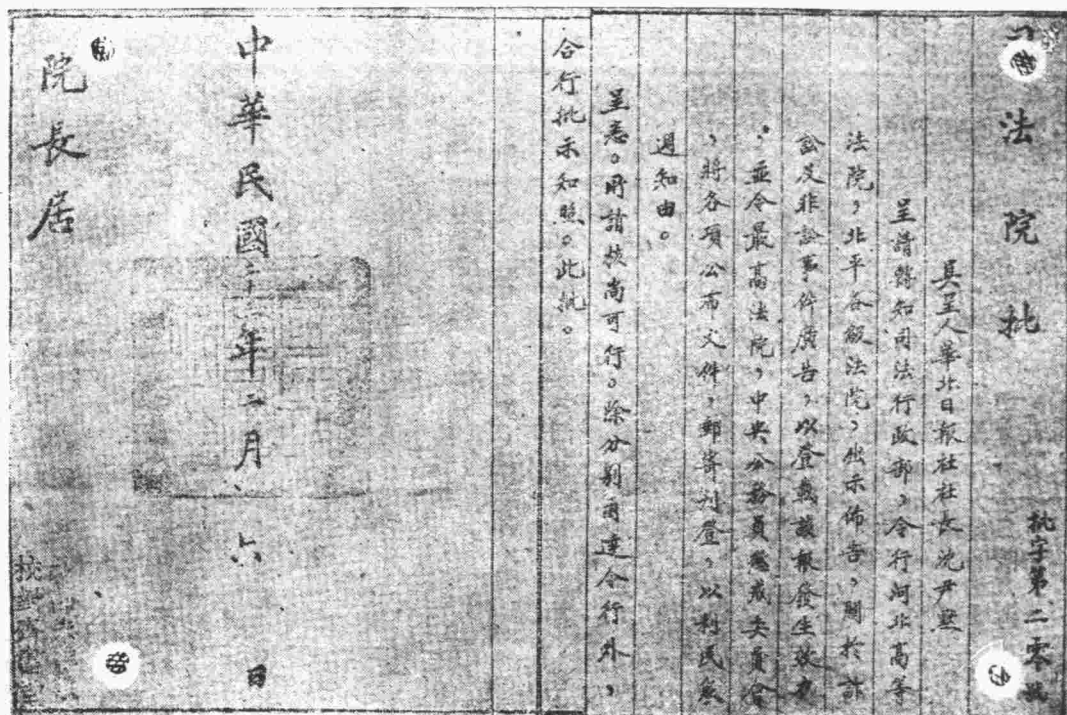 法院批
批字第二零號
具呈人華北日報社社長沈尹默
呈請轉知司法行政部，令行河北高等
法院，北平各級法院，出示佈告，關於訴
訟及非訟事件廣告，以登載該報發生效力
，並令最高法院，中央公務員懲戒委員會
，將各項公布文件，郵寄刊登，以利民衆
週知由。
呈悉。所請核尚可行。除分別函達令行外，
合行批示知照。此批。
中華民國二十一年二月六日
院長居
校對